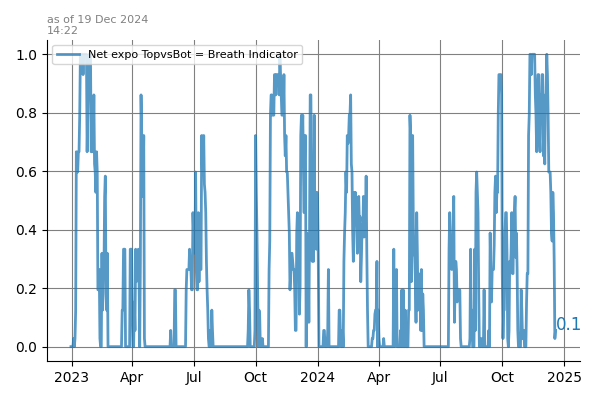 as of 19 Dec 2024
14:22
Net expo TopvsBot = Breath Indicator
1.0
0.8
0.6
0.4
0.2
0.0
0.1
2023 Apr Jul Oct 2024 Apr Jul Oct 2025